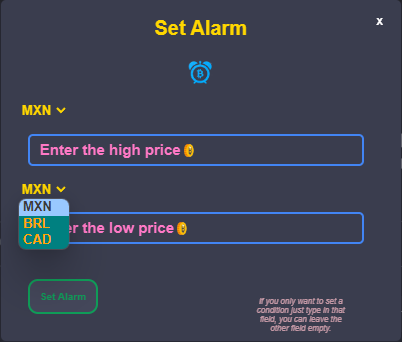 Set Alarm
x
MXN
Enter the high price
MXN
MXN
BRL
CAD
er the low price
Set Alarm
If you only want to set a
condition just type in that
field, you can leave the
other field empty.